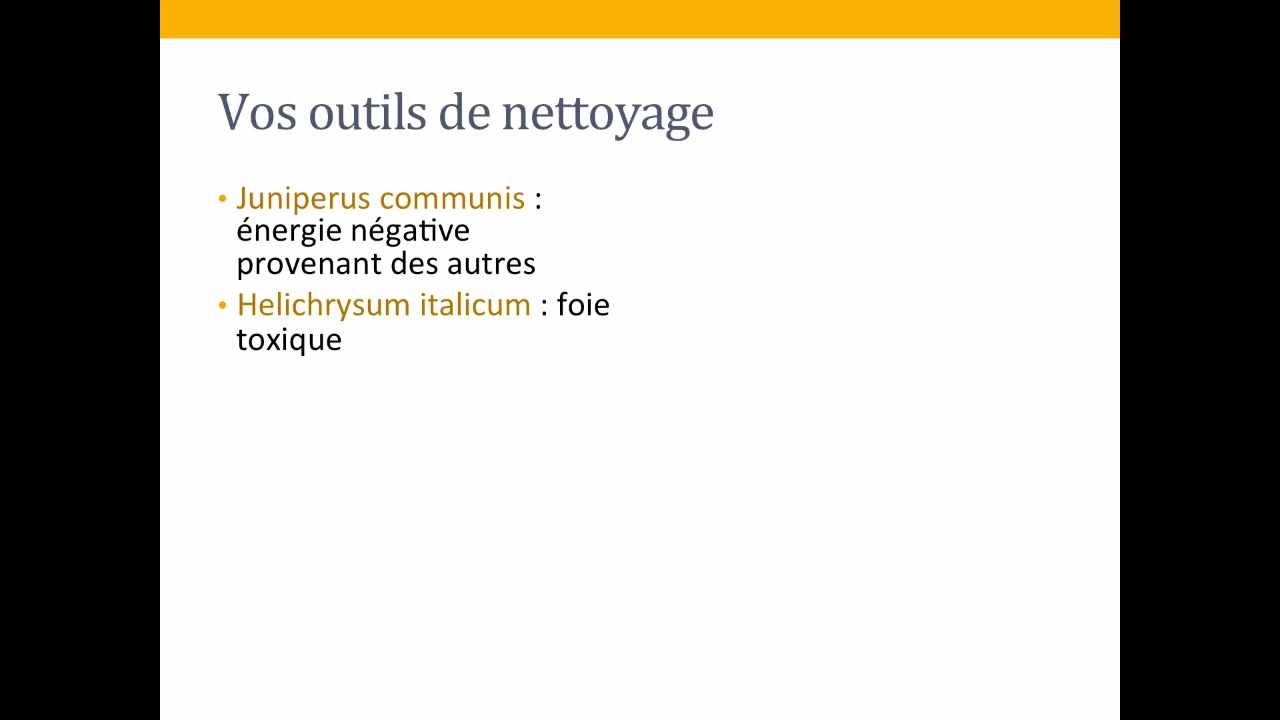 Vos outils de nettoyage
• Juniperus communis :
énergie négative
provenant des autres
• Helichrysum italicum : foie
toxique